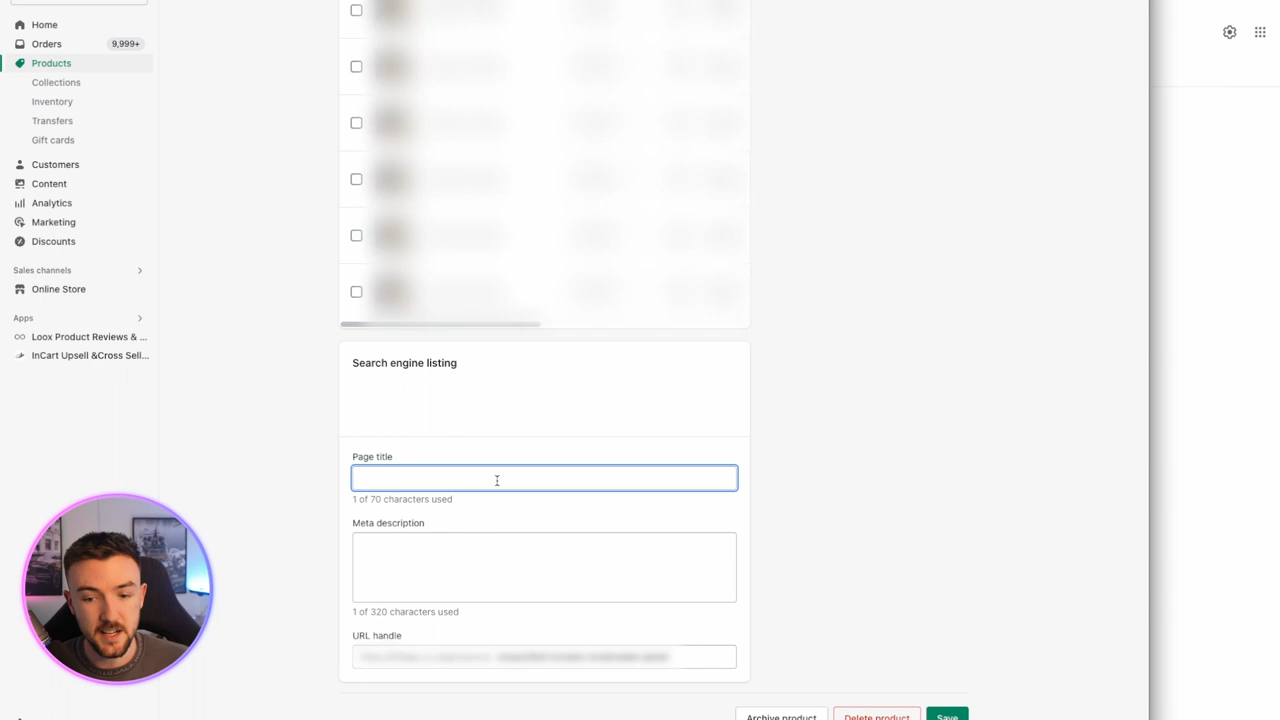 Home
Orders 9,999+
Products
Collections
Inventory
Transfers
Gift cards
Customers
Content
Analytics
Marketing
Discounts
Sales channels
Online Store
Apps
Loox Product Reviews & ...
InCart Upsell &Cross Sell...
Search engine listing
Page title
1 of 70 characters used
Meta description
1 of 320 characters used
URL handle
Archive product Delete product Save